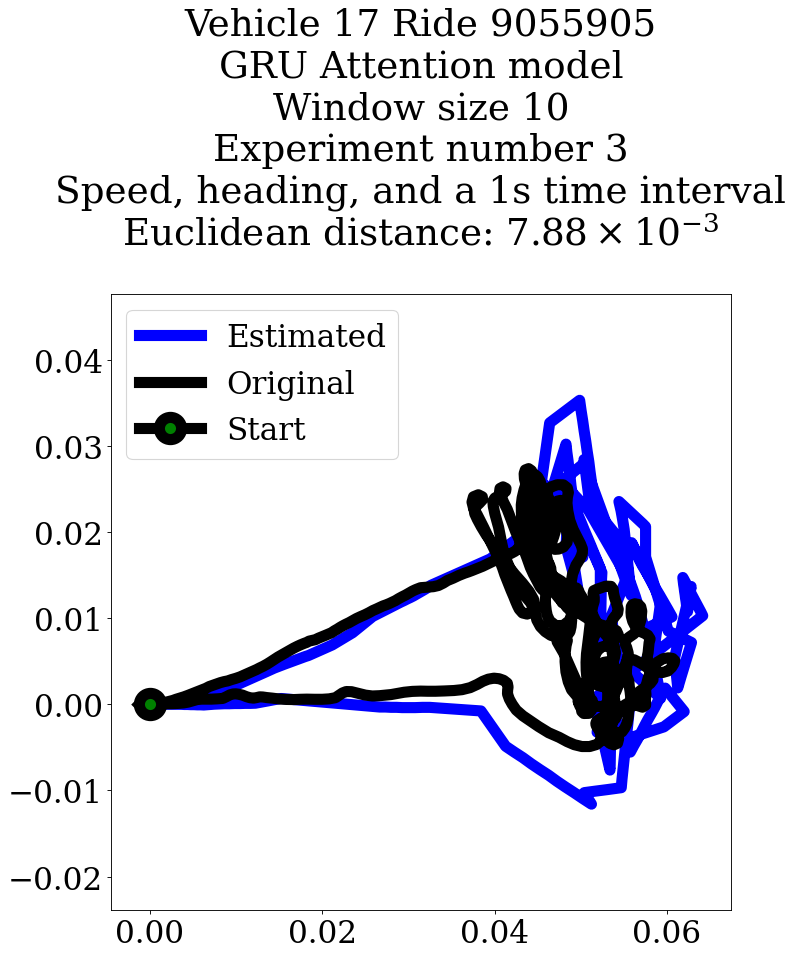 Vehicle 17 Ride 9055905
GRU Attention model
Window size 10
Experiment number 3
Speed, heading, and a 1s time interval
Euclidean distance: 7.88 × 10⁻³
Estimated
Original
Start
0.04
0.03
0.02
0.01
0.00
−0.01
−0.02
0.00 0.02 0.04 0.06